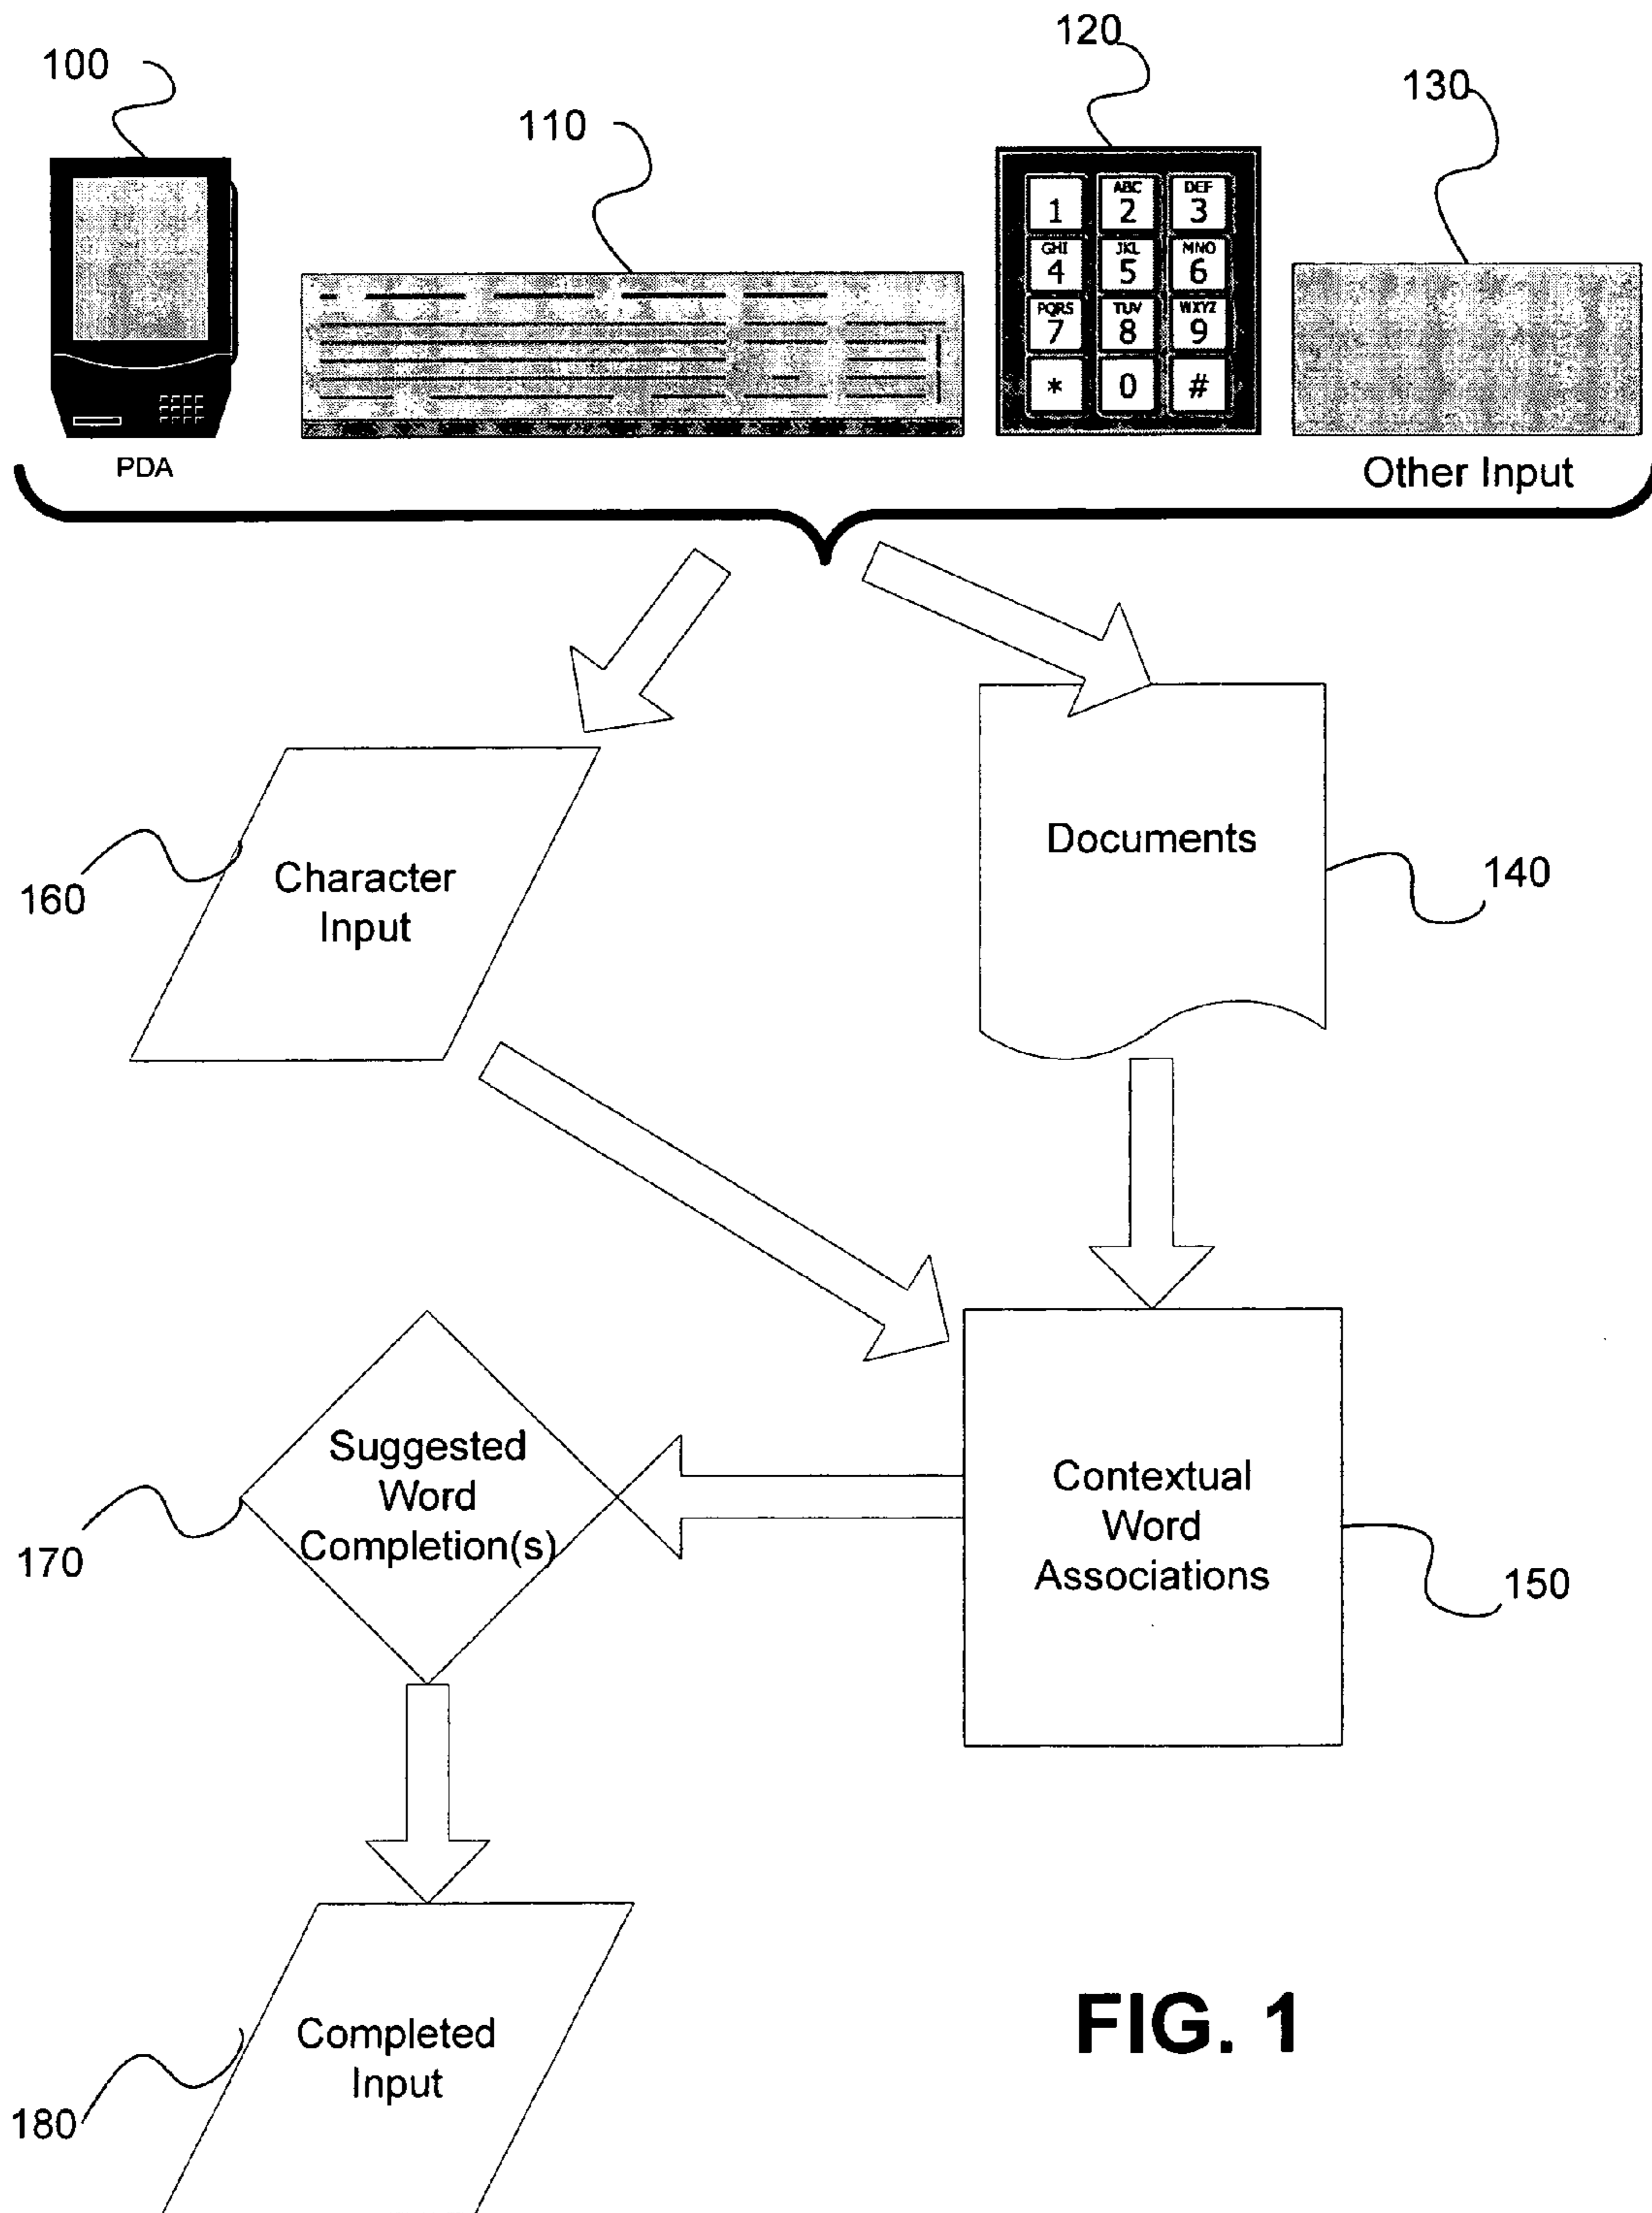 100
110
120
130
1
ABC
2
DEF
3
GHI
4
JKL
5
MNO
6
PQRS
7
TUV
8
WXYZ
9
*
0
#
PDA
Other Input
Character
Input
160
Documents
140
Suggested
Word
Completion(s)
170
Contextual
Word
Associations
150
Completed
Input
180
FIG. 1